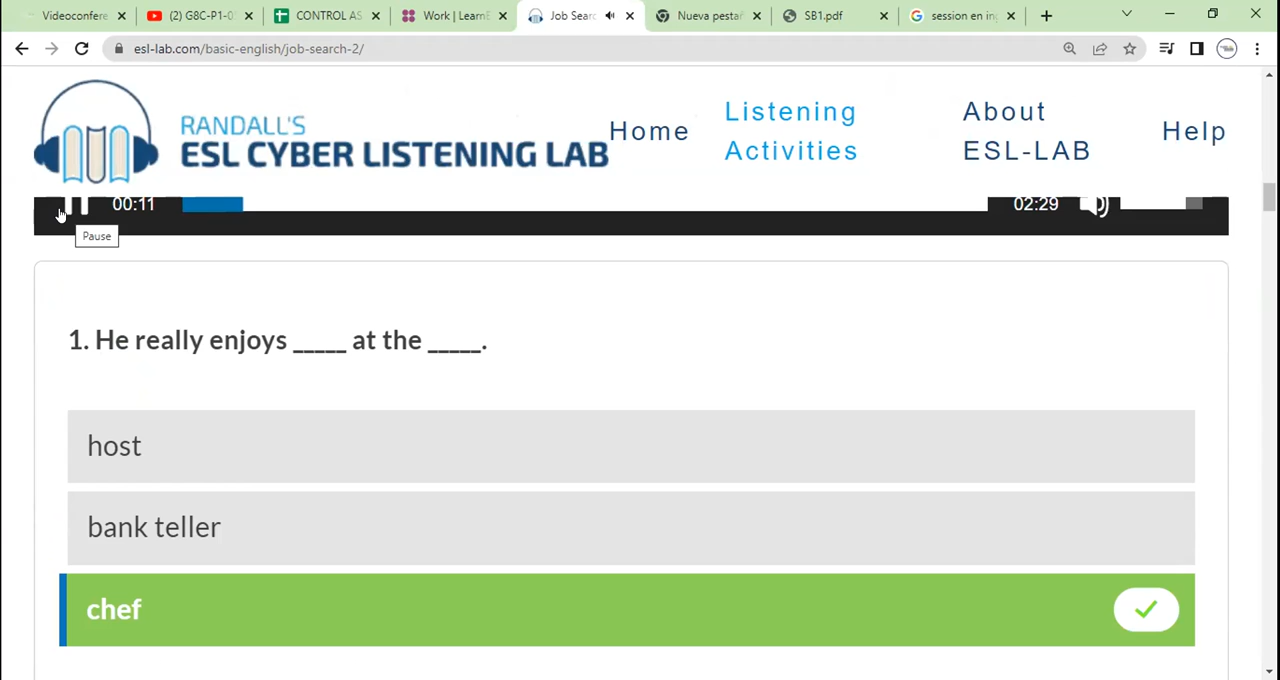 Videoconfere
(2) G8C-P1-0
CONTROL AS
Work | LearnE
Job Searc
Nueva pestañ
SB1.pdf
session en in
esl-lab.com/basic-english/job-search-2/
RANDALL'S
ESL CYBER LISTENING LAB
Home
Listening
Activities
About
ESL-LAB
Help
00:11
02:29
Pause
1. He really enjoys _____ at the _____.
host
bank teller
chef